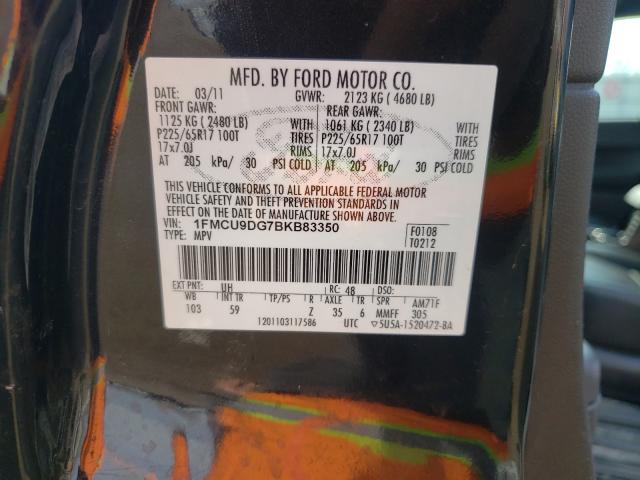 MFD. BY FORD MOTOR CO.
DATE: 03/11 GVWR: 2123 KG ( 4680 LB)
FRONT GAWR: REAR GAWR:
1125 KG ( 2480 LB) WITH 1061 KG ( 2340 LB) WITH
P225/65R17 100T TIRES P225/65R17 100T TIRES
17x7.0J RIMS 17x7.0J RIMS
AT 205 kPa/ 30 PSI COLD AT 205 kPa/ 30 PSI COLD
THIS VEHICLE CONFORMS TO ALL APPLICABLE FEDERAL MOTOR
VEHICLE SAFETY AND THEFT PREVENTION STANDARDS IN
EFFECT ON THE DATE OF MANUFACTURE SHOWN ABOVE.
VIN: 1FMCU9DG7BKB83350 F0108
TYPE: MPV T0212
EXT PNT: UH RC: 48 DSO:
WB INT TR TP/PS R AXLE TR SPR AM71F
103 59 Z 35 6 MMFF 305
1201103117586 UTC ▽5U5A-1520472-BA